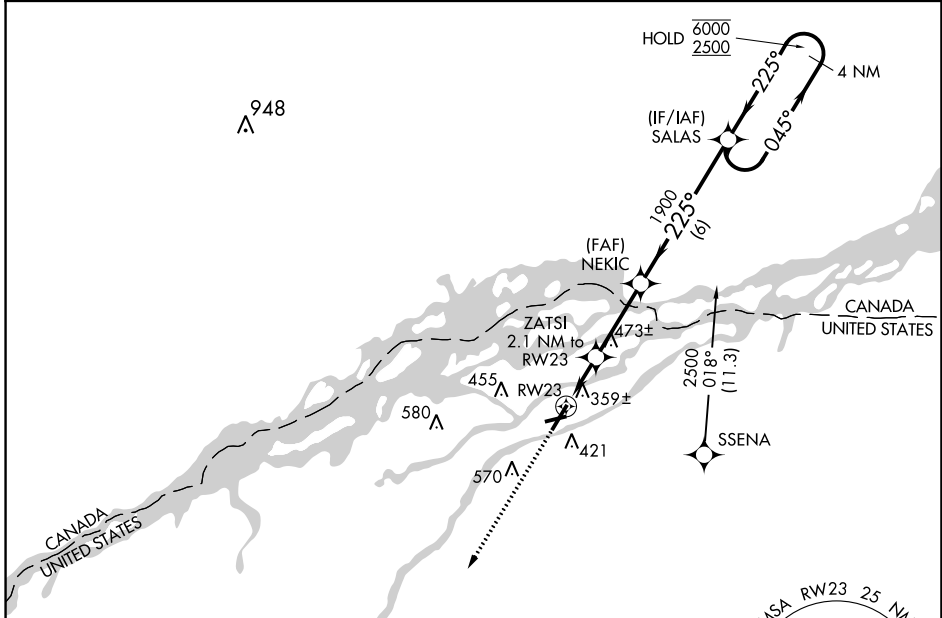 HOLD 6000
2500
4 NM
225°
045°
948
(IF/IAF)
SALAS
1900
225°
(6)
(FAF)
NEKIC
CANADA
UNITED STATES
ZATSI
2.1 NM to
RW23
473±
2500
018°
(11.3)
455
RW23
359±
580
421
SSENA
570
CANADA
UNITED STATES
MSA RW23 25 NM